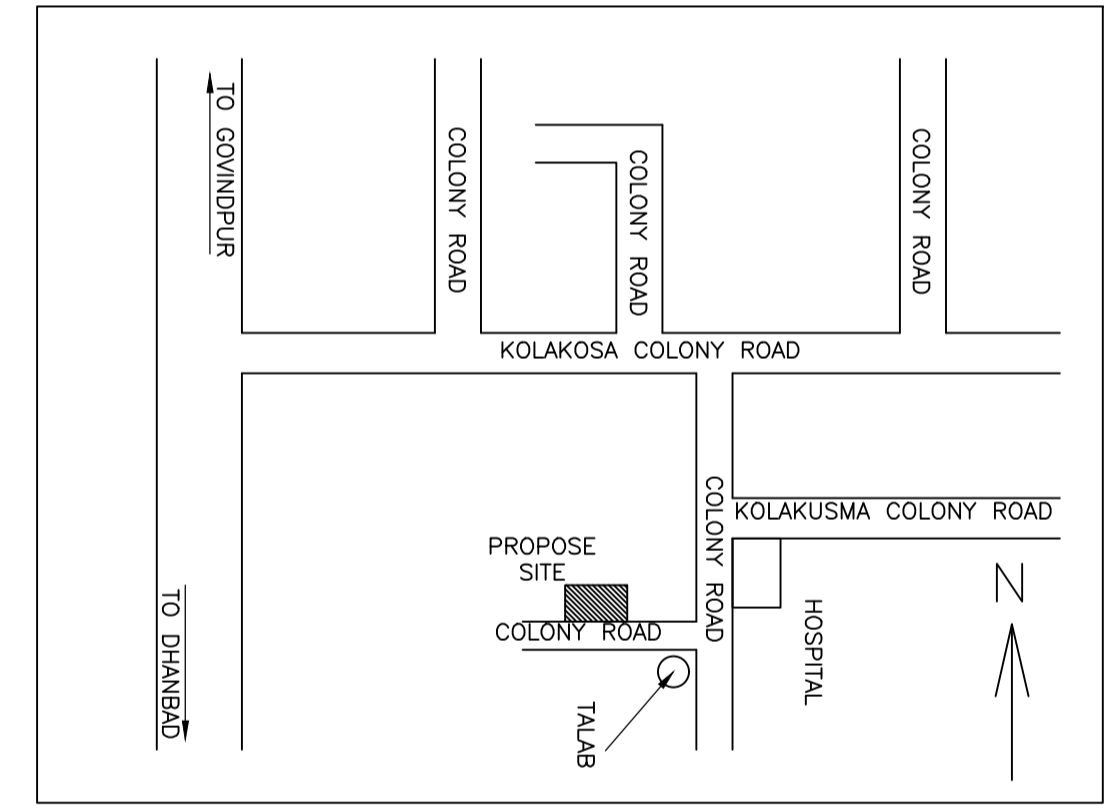 TO GOVINDPUR
COLONY ROAD
COLONY ROAD
COLONY ROAD
KOLAKOSA COLONY ROAD
COLONY ROAD
KOLAKUSMA COLONY ROAD
PROPOSE
SITE
COLONY ROAD
HOSPITAL
N
TO DHANBAD
TALAB